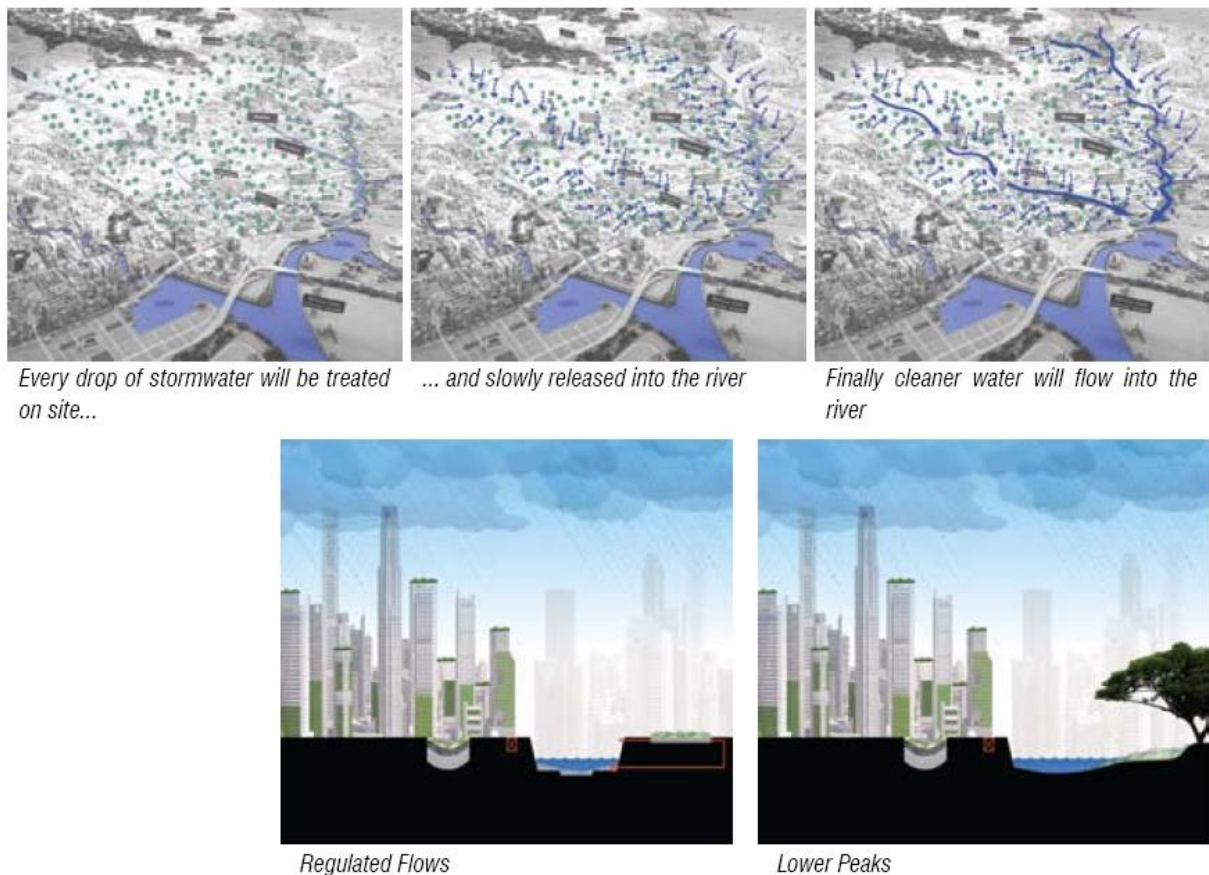 Every drop of stormwater will be treated
on site...
... and slowly released into the river
Finally cleaner water will flow into the
river
Regulated Flows
Lower Peaks